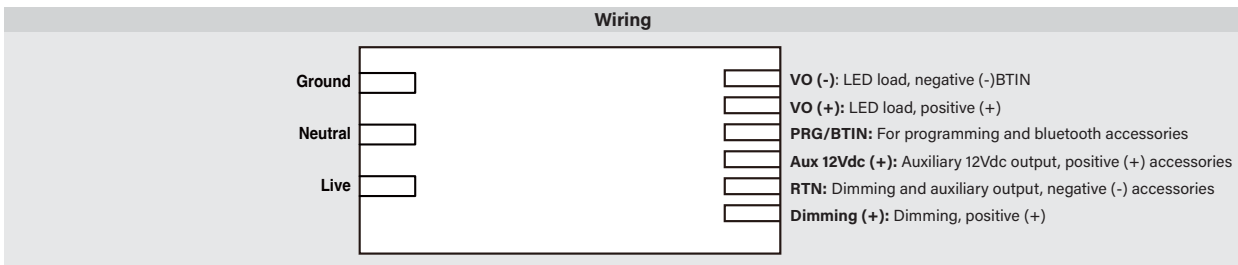 Wiring
Ground
Neutral
Live
VO (-): LED load, negative (-)BTIN
VO (+): LED load, positive (+)
PRG/BTIN: For programming and bluetooth accessories
Aux 12Vdc (+): Auxiliary 12Vdc output, positive (+) accessories
RTN: Dimming and auxiliary output, negative (-) accessories
Dimming (+): Dimming, positive (+)